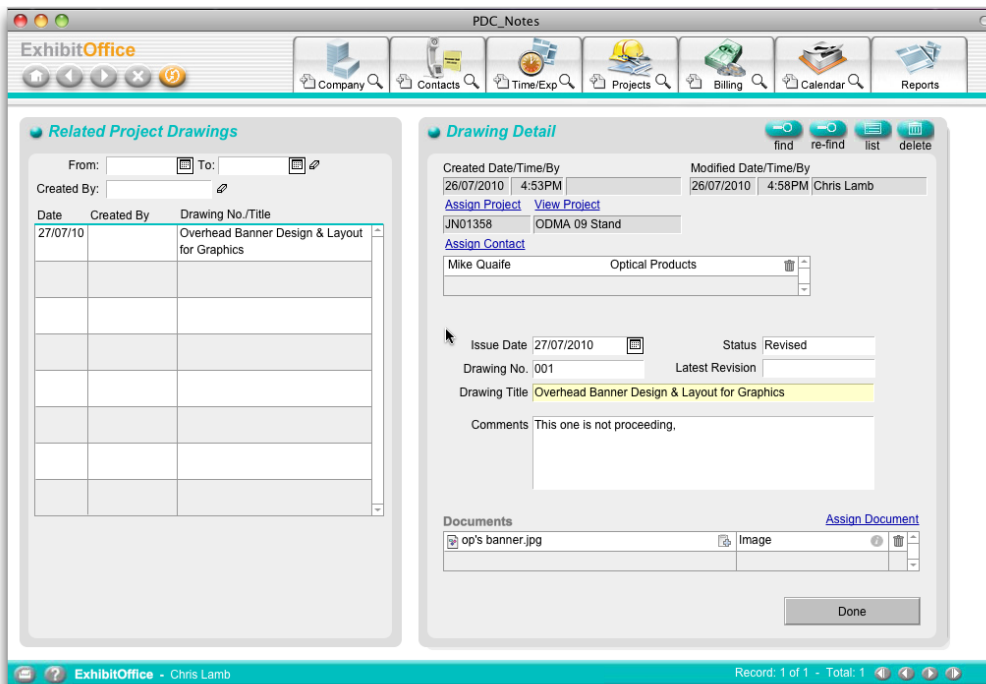 PDC_Notes
ExhibitOffice
Company Contacts Time/Exp Projects Billing Calendar Reports
Related Project Drawings
From: To:
Created By:
Date Created By Drawing No./Title
27/07/10 Overhead Banner Design & Layout
for Graphics
Drawing Detail
find re-find list delete
Created Date/Time/By Modified Date/Time/By
26/07/2010 4:53PM 26/07/2010 4:58PM Chris Lamb
Assign Project View Project
JN01358 ODMA 09 Stand
Assign Contact
Mike Quaife Optical Products
Issue Date 27/07/2010 Status Revised
Drawing No. 001 Latest Revision
Drawing Title Overhead Banner Design & Layout for Graphics
Comments This one is not proceeding,
Documents Assign Document
op's banner.jpg Image
Done
ExhibitOffice - Chris Lamb Record: 1 of 1 - Total: 1